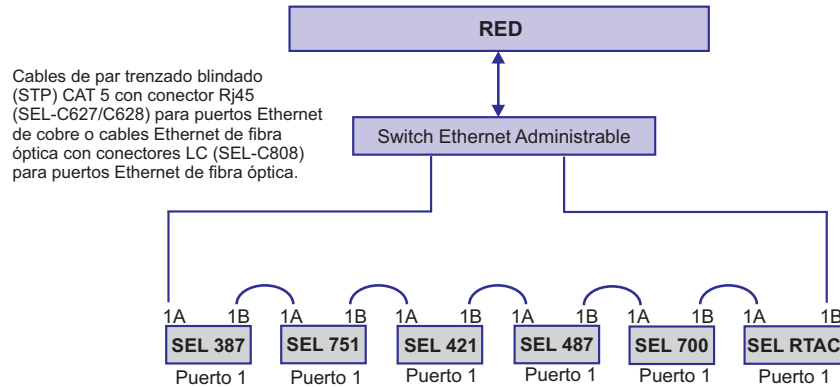 RED
Cables de par trenzado blindado
(STP) CAT 5 con conector Rj45
(SEL-C627/C628) para puertos Ethernet
de cobre o cables Ethernet de fibra
óptica con conectores LC (SEL-C808)
para puertos Ethernet de fibra óptica.
Switch Ethernet Administrable
1A 1B 1A 1B 1A 1B 1A 1B 1A 1B 1A 1B
SEL 387 SEL 751 SEL 421 SEL 487 SEL 700 SEL RTAC
Puerto 1 Puerto 1 Puerto 1 Puerto 1 Puerto 1 Puerto 1